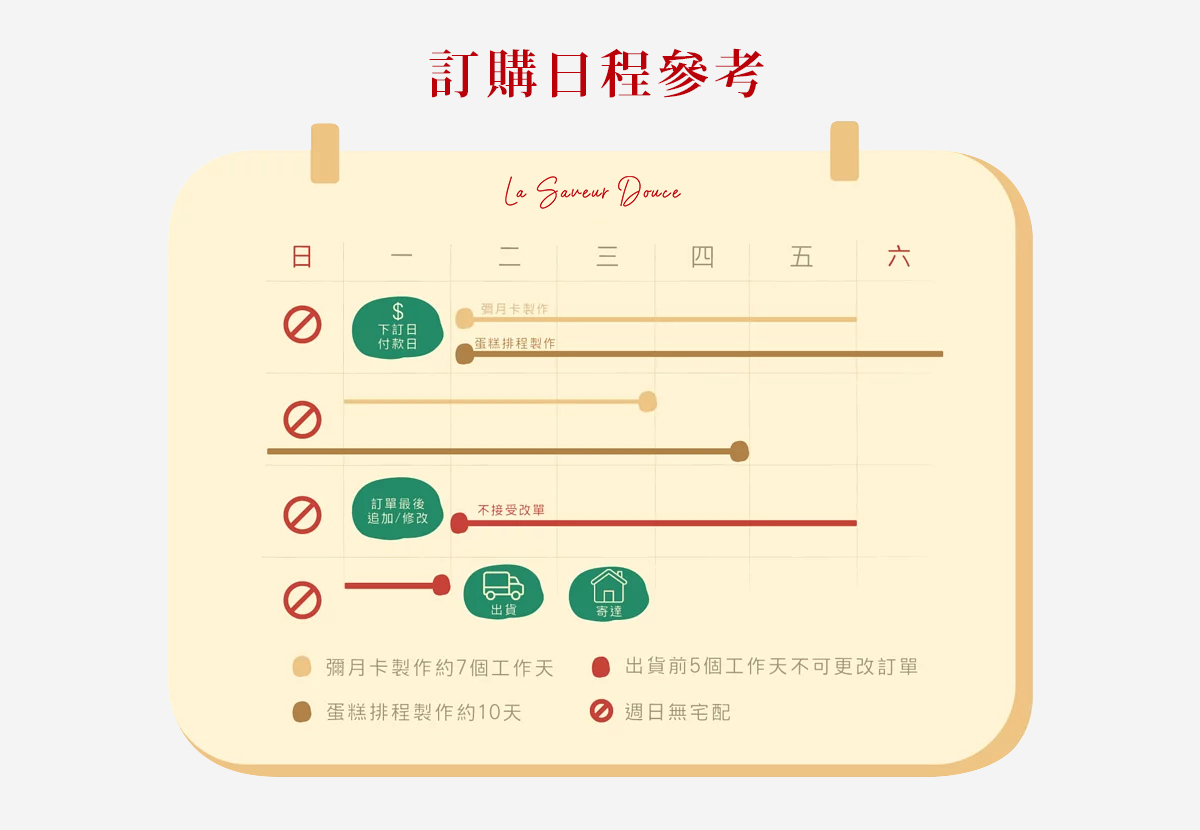 訂購日程參考
La Saveur Douce
日 一 二 三 四 五 六
$
下訂日
付款日
彌月卡製作
蛋糕排程製作
訂單最後
追加/修改
不接受改單
出貨
寄達
彌月卡製作約7個工作天
出貨前5個工作天不可更改訂單
蛋糕排程製作約10天
週日無宅配